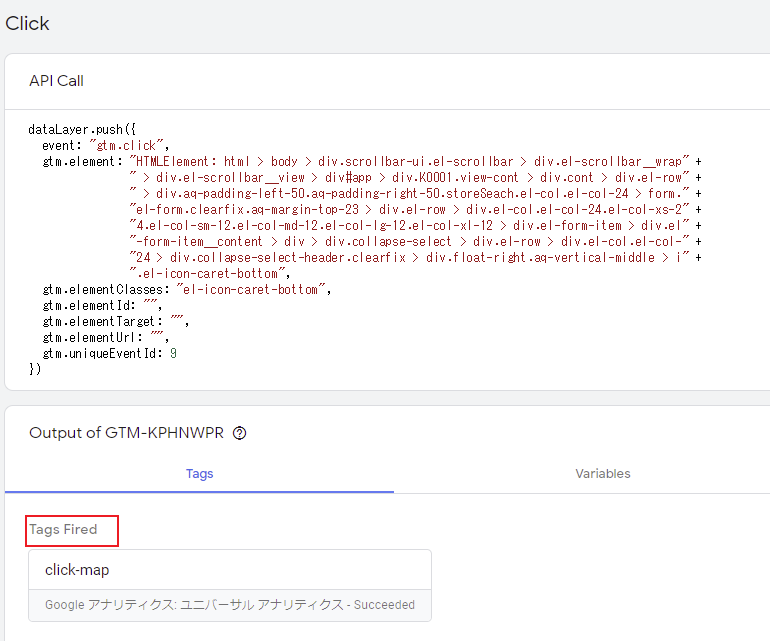 Click
API Call
dataLayer.push({
event: "gtm.click",
gtm.element: "HTMLElement: html > body > div.scrollbar-ui.el-scrollbar > div.el-scrollbar__wrap" +
" > div.el-scrollbar__view > div#app > div.K0001.view-cont > div.cont > div.el-row" +
" > div.aq-padding-left-50.aq-padding-right-50.storeSeach.el-col.el-col-24 > form." +
"el-form.clearfix.aq-margin-top-23 > div.el-row > div.el-col.el-col-24.el-col-xs-2" +
"4.el-col-sm-12.el-col-md-12.el-col-lg-12.el-col-xl-12 > div.el-form-item > div.el" +
"-form-item__content > div > div.collapse-select > div.el-row > div.el-col.el-col-" +
"24 > div.collapse-select-header.clearfix > div.float-right.aq-vertical-middle > i" +
".el-icon-caret-bottom",
gtm.elementClasses: "el-icon-caret-bottom",
gtm.elementId: "",
gtm.elementTarget: "",
gtm.elementUrl: "",
gtm.uniqueEventId: 9
})
Output of GTM-KPHNWPR
Tags Variables
Tags Fired
click-map
Google アナリティクス: ユニバーサル アナリティクス - Succeeded